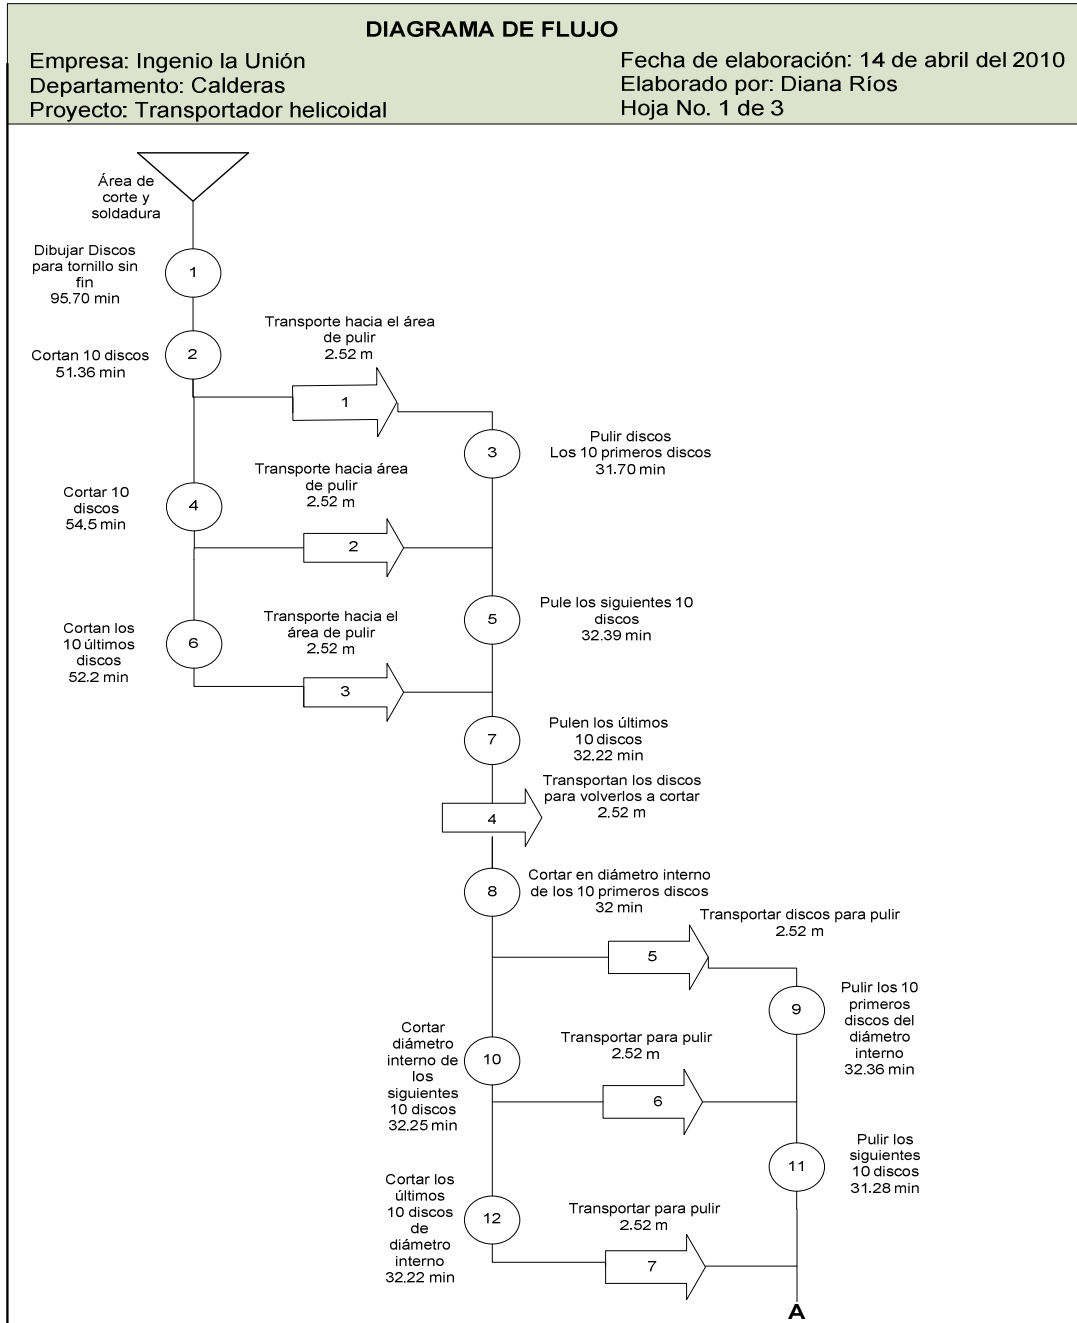 DIAGRAMA DE FLUJO
Empresa: Ingenio la Unión
Departamento: Calderas
Proyecto: Transportador helicoidal
Fecha de elaboración: 14 de abril del 2010
Elaborado por: Diana Ríos
Hoja No. 1 de 3
Área de
corte y
soldadura
Dibujar Discos
para tornillo sin
fin
95.70 min
1
Cortan 10 discos
51.36 min
2
Transporte hacia el área
de pulir
2.52 m
1
3
Pulir discos
Los 10 primeros discos
31.70 min
Cortar 10
discos
54.5 min
4
Transporte hacia área
de pulir
2.52 m
2
5
Pule los siguientes 10
discos
32.39 min
Cortan los
10 últimos
discos
52.2 min
6
Transporte hacia el
área de pulir
2.52 m
3
7
Pulen los últimos
10 discos
32.22 min
Transportan los discos
para volverlos a cortar
2.52 m
4
8
Cortar en diámetro interno
de los 10 primeros discos
32 min
Transportar discos para pulir
2.52 m
5
9
Pulir los 10
primeros
discos del
diámetro
interno
32.36 min
Cortar
diámetro
interno de
los
siguientes
10 discos
32.25 min
10
Transportar para pulir
2.52 m
6
11
Pulir los
siguientes
10 discos
31.28 min
Cortar los
últimos
10 discos
de
diámetro
interno
32.22 min
12
Transportar para pulir
2.52 m
7
A